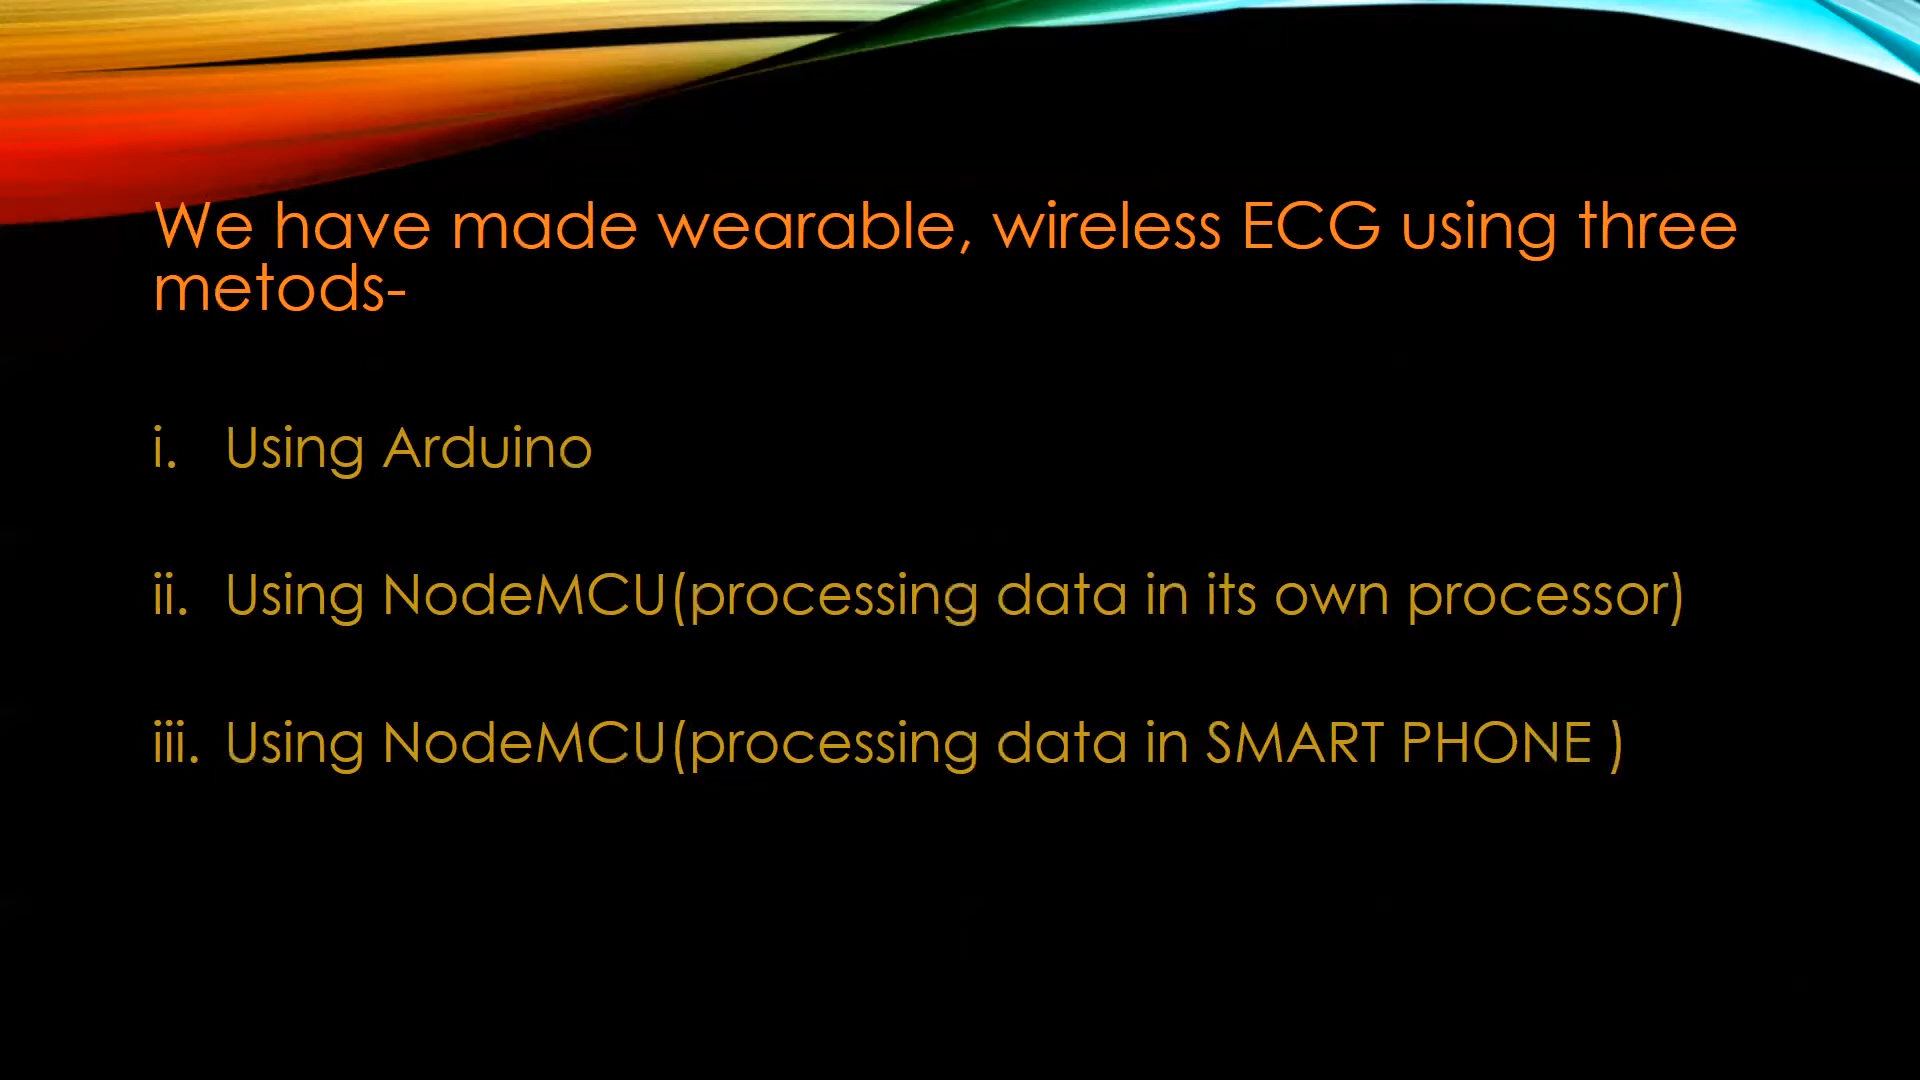 We have made wearable, wireless ECG using three
metods-
i. Using Arduino
ii. Using NodeMCU(processing data in its own processor)
iii. Using NodeMCU(processing data in SMART PHONE )